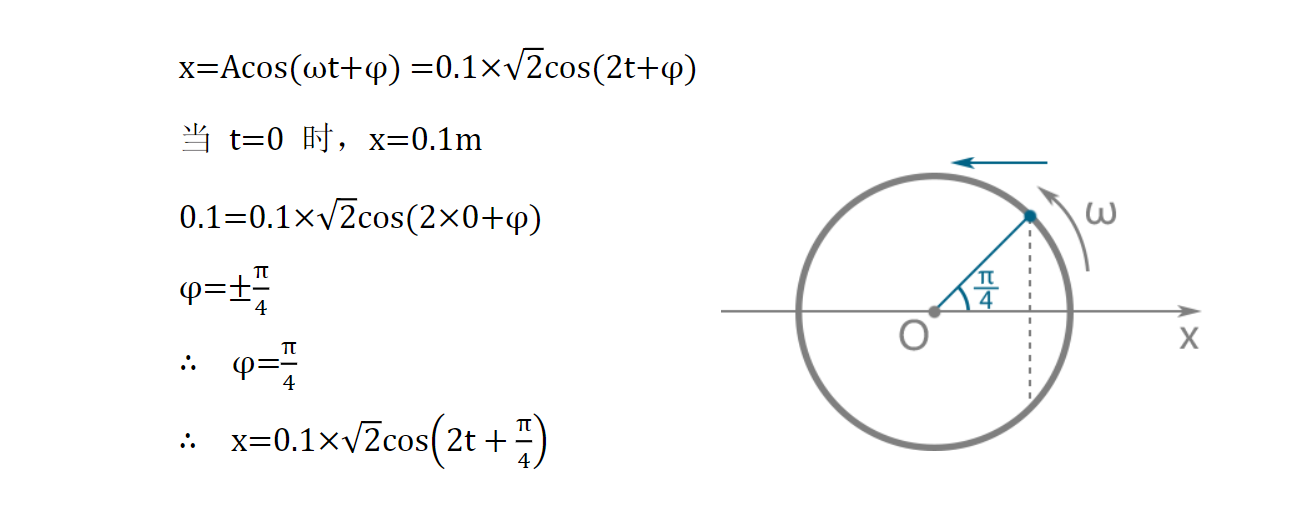 x=Acos(ωt+φ) =0.1×√2cos(2t+φ)
当 t=0 时，x=0.1m
0.1=0.1×√2cos(2×0+φ)
φ=±π/4
∴ φ=π/4
∴ x=0.1×√2cos(2t + π/4)
ω
π/4
O
x